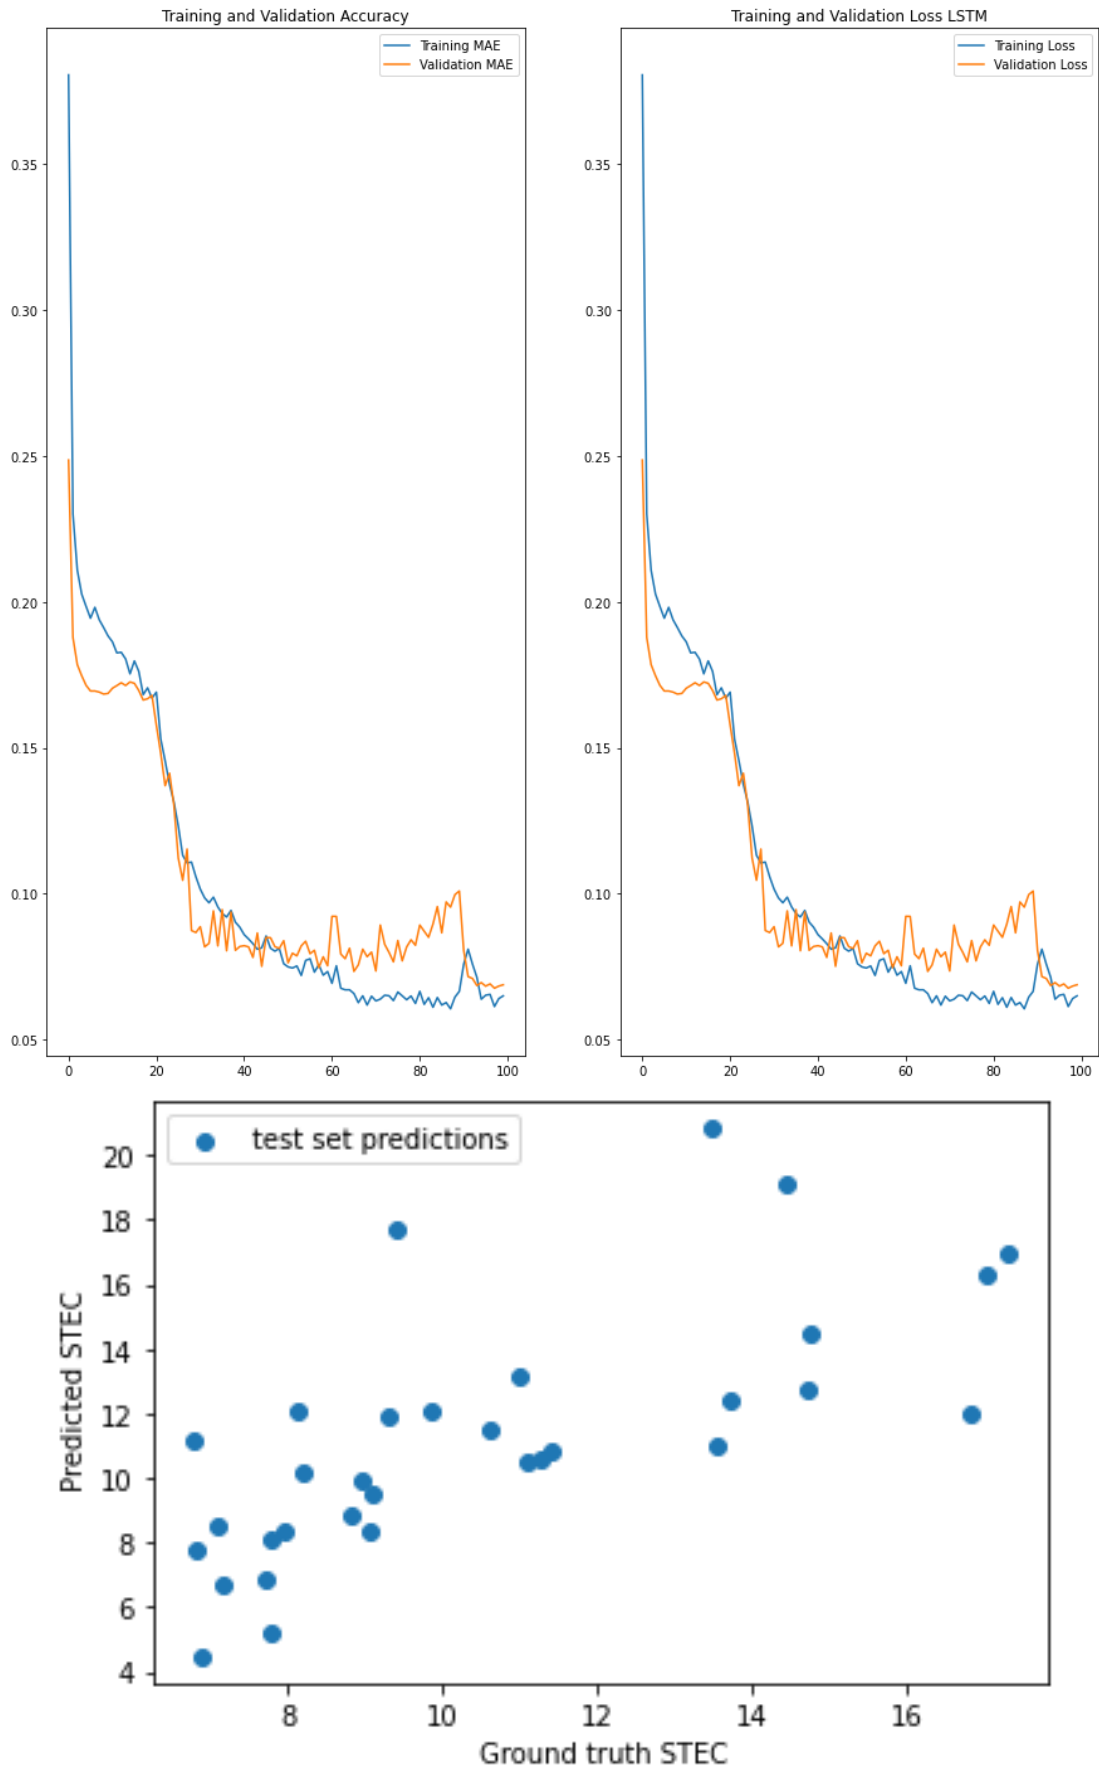 Training and Validation Accuracy
Training MAE
Validation MAE
0.35
0.30
0.25
0.20
0.15
0.10
0.05
0 20 40 60 80 100
Training and Validation Loss LSTM
Training Loss
Validation Loss
0.35
0.30
0.25
0.20
0.15
0.10
0.05
0 20 40 60 80 100
test set predictions
Predicted STEC
20
18
16
14
12
10
8
6
4
8 10 12 14 16
Ground truth STEC